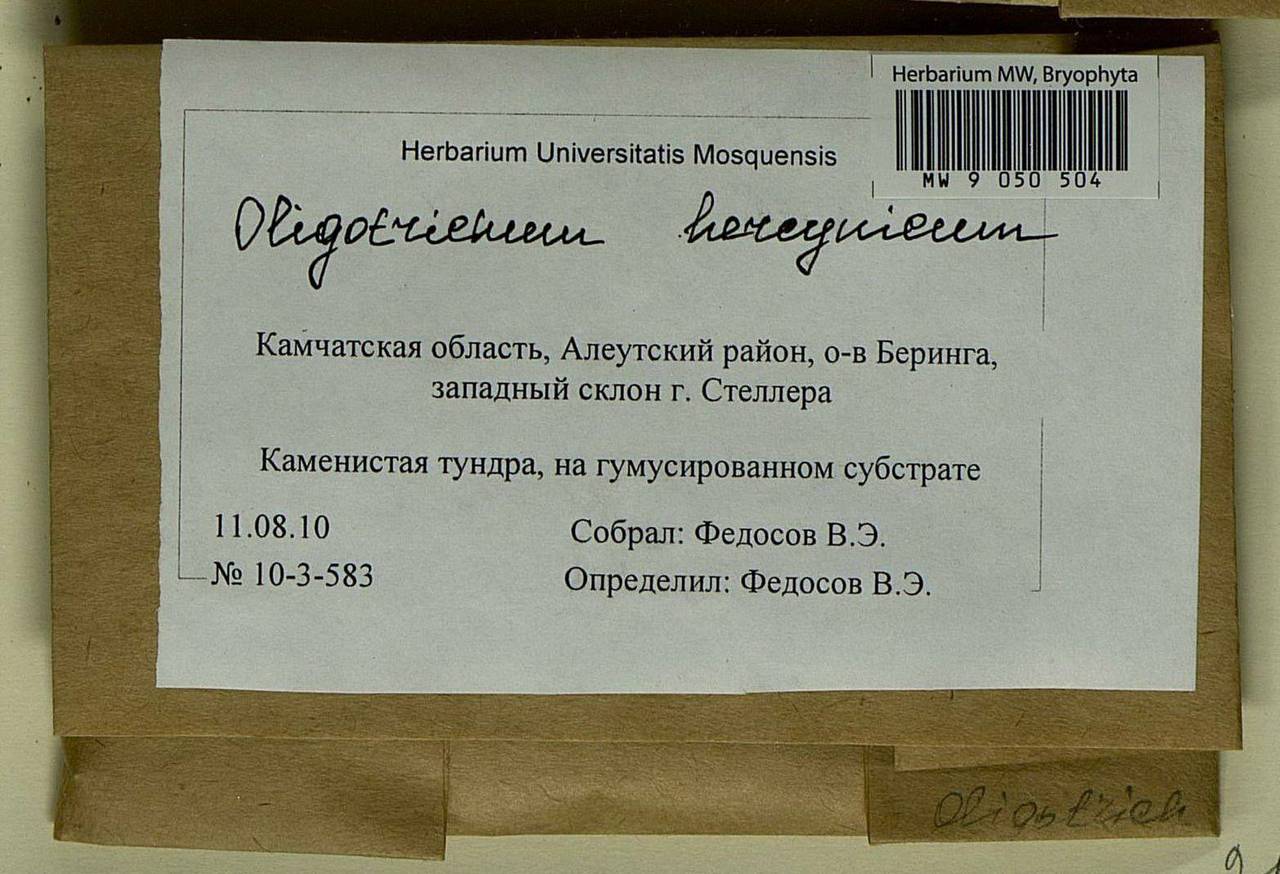 Herbarium MW, Bryophyta
MW 9 050 504
Herbarium Universitatis Mosquensis
Oligotrichum hercynicum
Камчатская область, Алеутский район, о-в Беринга,
западный склон г. Стеллера
Каменистая тундра, на гумусированном субстрате
11.08.10 Собрал: Федосов В.Э.
№ 10-3-583 Определил: Федосов В.Э.